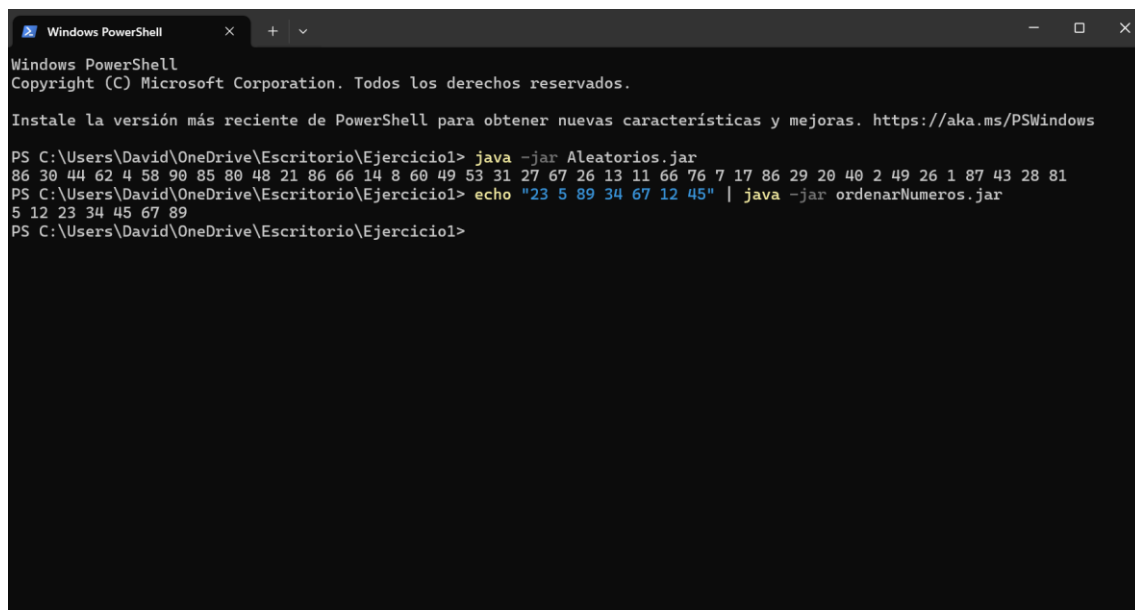 Windows PowerShell
Windows PowerShell
Copyright (C) Microsoft Corporation. Todos los derechos reservados.
Instale la versión más reciente de PowerShell para obtener nuevas características y mejoras. https://aka.ms/PSWindows
PS C:\Users\David\OneDrive\Escritorio\Ejercicio1> java -jar Aleatorios.jar
86 30 44 62 4 58 90 85 80 48 21 86 66 14 8 60 49 53 31 27 67 26 13 11 66 76 7 17 86 29 20 40 2 49 26 1 87 43 28 81
PS C:\Users\David\OneDrive\Escritorio\Ejercicio1> echo "23 5 89 34 67 12 45" | java -jar ordenarNumeros.jar
5 12 23 34 45 67 89
PS C:\Users\David\OneDrive\Escritorio\Ejercicio1>